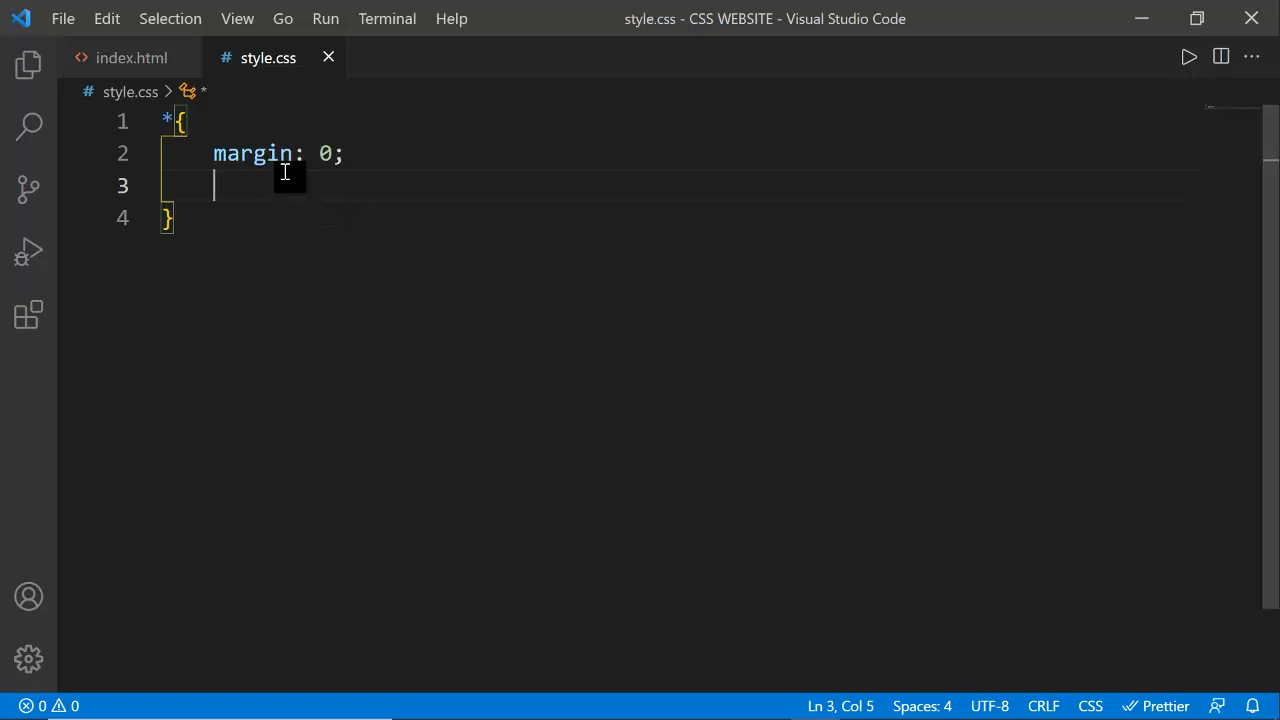 File Edit Selection View Go Run Terminal Help style.css - CSS WEBSITE - Visual Studio Code
index.html # style.css
# style.css > *
1 *{
2 margin: 0;
3
4 }
0 0 Ln 3, Col 5 Spaces: 4 UTF-8 CRLF CSS Prettier